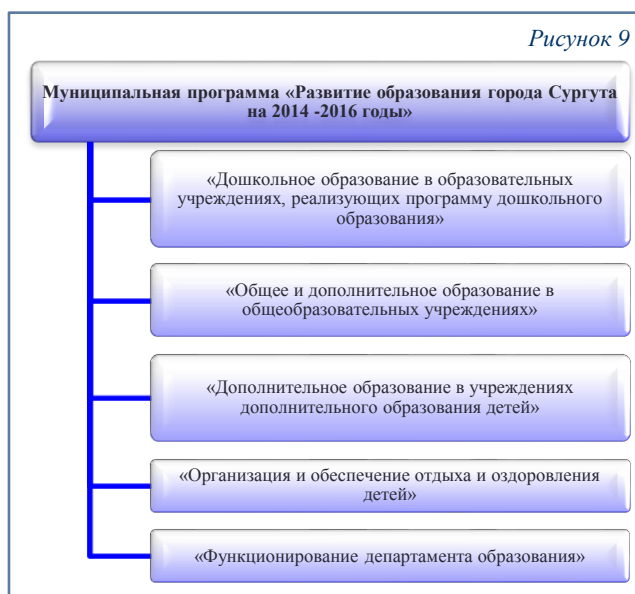 Рисунок 9
Муниципальная программа «Развитие образования города Сургута
на 2014 -2016 годы»
«Дошкольное образование в образовательных
учреждениях, реализующих программу дошкольного
образования»
«Общее и дополнительное образование в
общеобразовательных учреждениях»
«Дополнительное образование в учреждениях
дополнительного образования детей»
«Организация и обеспечение отдыха и оздоровления
детей»
«Функционирование департамента образования»